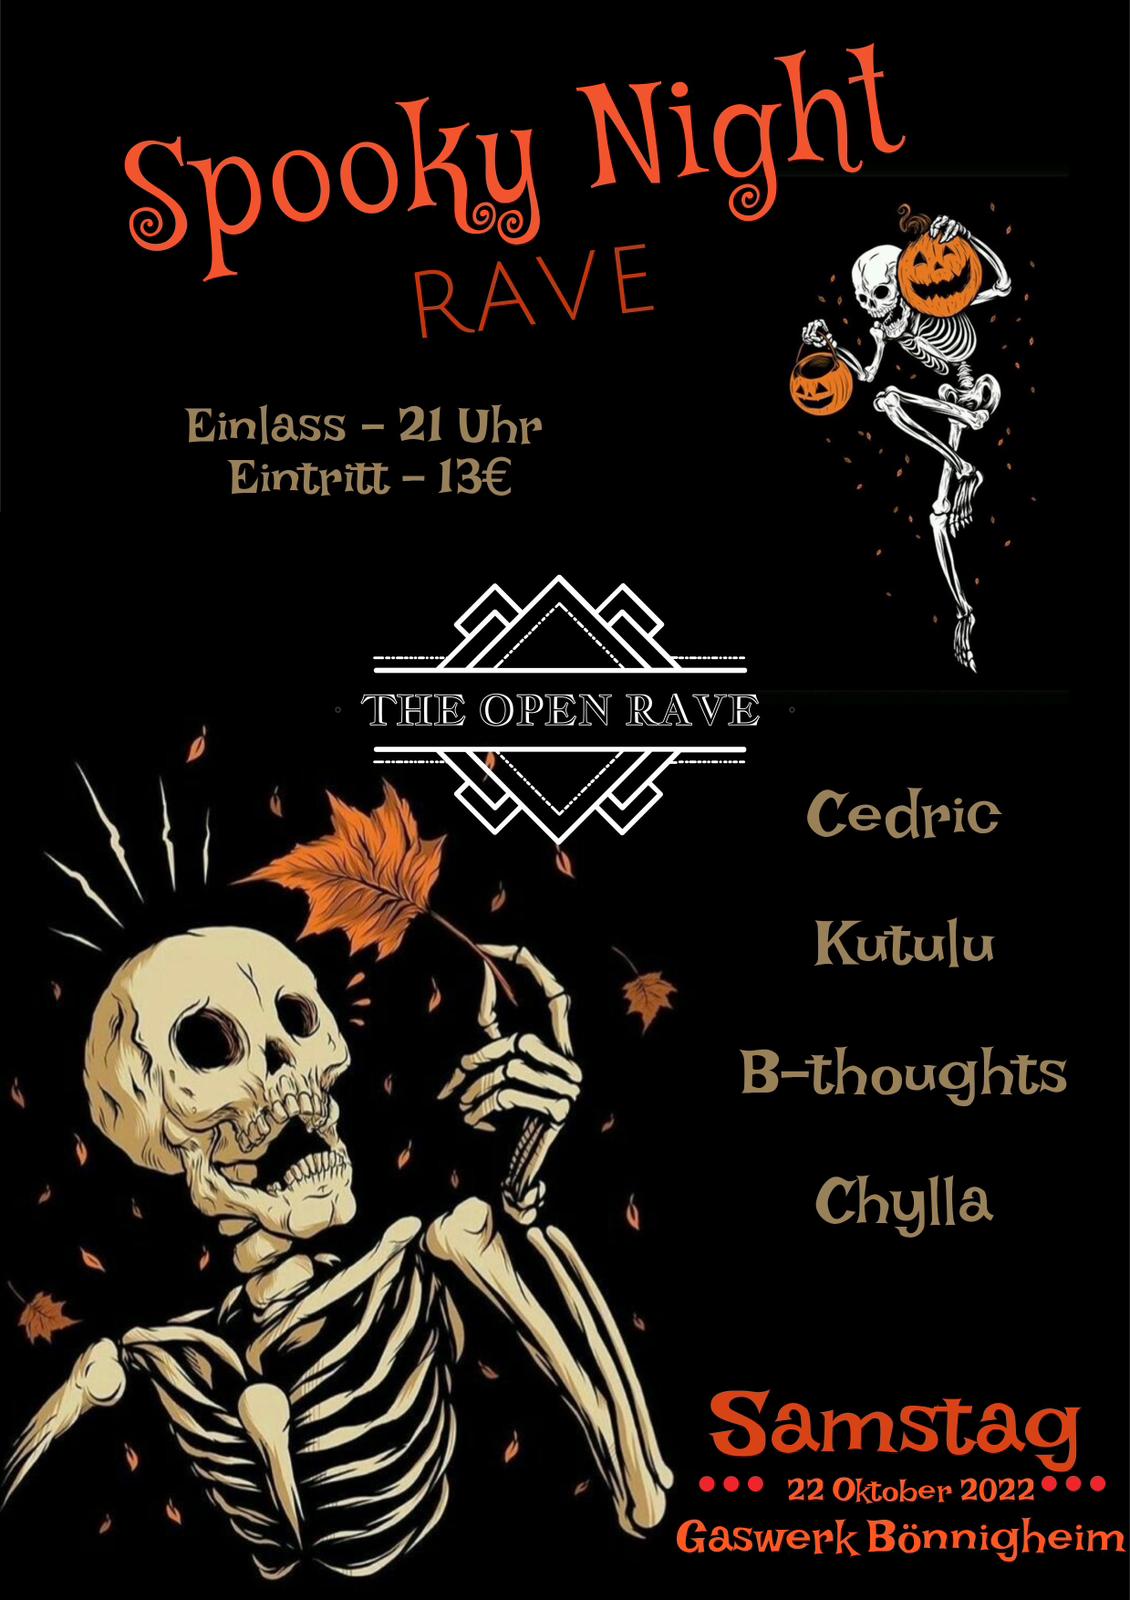 Spooky Night
RAVE
Einlass – 21 Uhr
Eintritt – 13€
THE OPEN RAVE
Cedric
Kutulu
B-thoughts
Chylla
Samstag
22 Oktober 2022
Gaswerk Bönnigheim